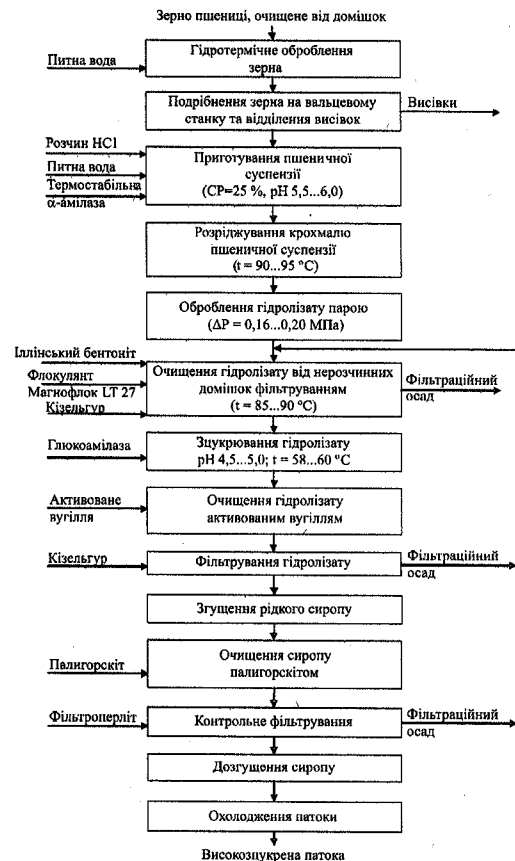 Зерно пшениці, очищене від домішок
Гідротермічне оброблення
зерна
Питна вода
Подрібнення зерна на вальцевому
станку та відділення висівок
Висівки
Розчин HCl
Питна вода
Термостабільна
α-амілаза
Приготування пшеничної
суспензії
(СР=25 %, рН 5,5...6,0)
Розріджування крохмалю
пшеничної суспензії
(t = 90...95 °С)
Оброблення гідролізату парою
(ΔР = 0,16...0,20 МПа)
Іллінський бентоніт
Флокулянт
Магнофлок LT 27
Кізельгур
Очищення гідролізату від нерозчинних
домішок фільтруванням
(t = 85...90 °С)
Фільтраційний
осад
Глюкоамілаза
Зцукрювання гідролізату
рН 4,5...5,0; t = 58...60 °С
Активоване
вугілля
Очищення гідролізату
активованим вугіллям
Кізельгур
Фільтрування гідролізату
Фільтраційний
осад
Згущення рідкого сиропу
Палигорскіт
Очищення сиропу
палигорскітом
Фільтроперліт
Контрольне фільтрування
Фільтраційний
осад
Дозгущення сиропу
Охолодження патоки
Високозцукрена патока